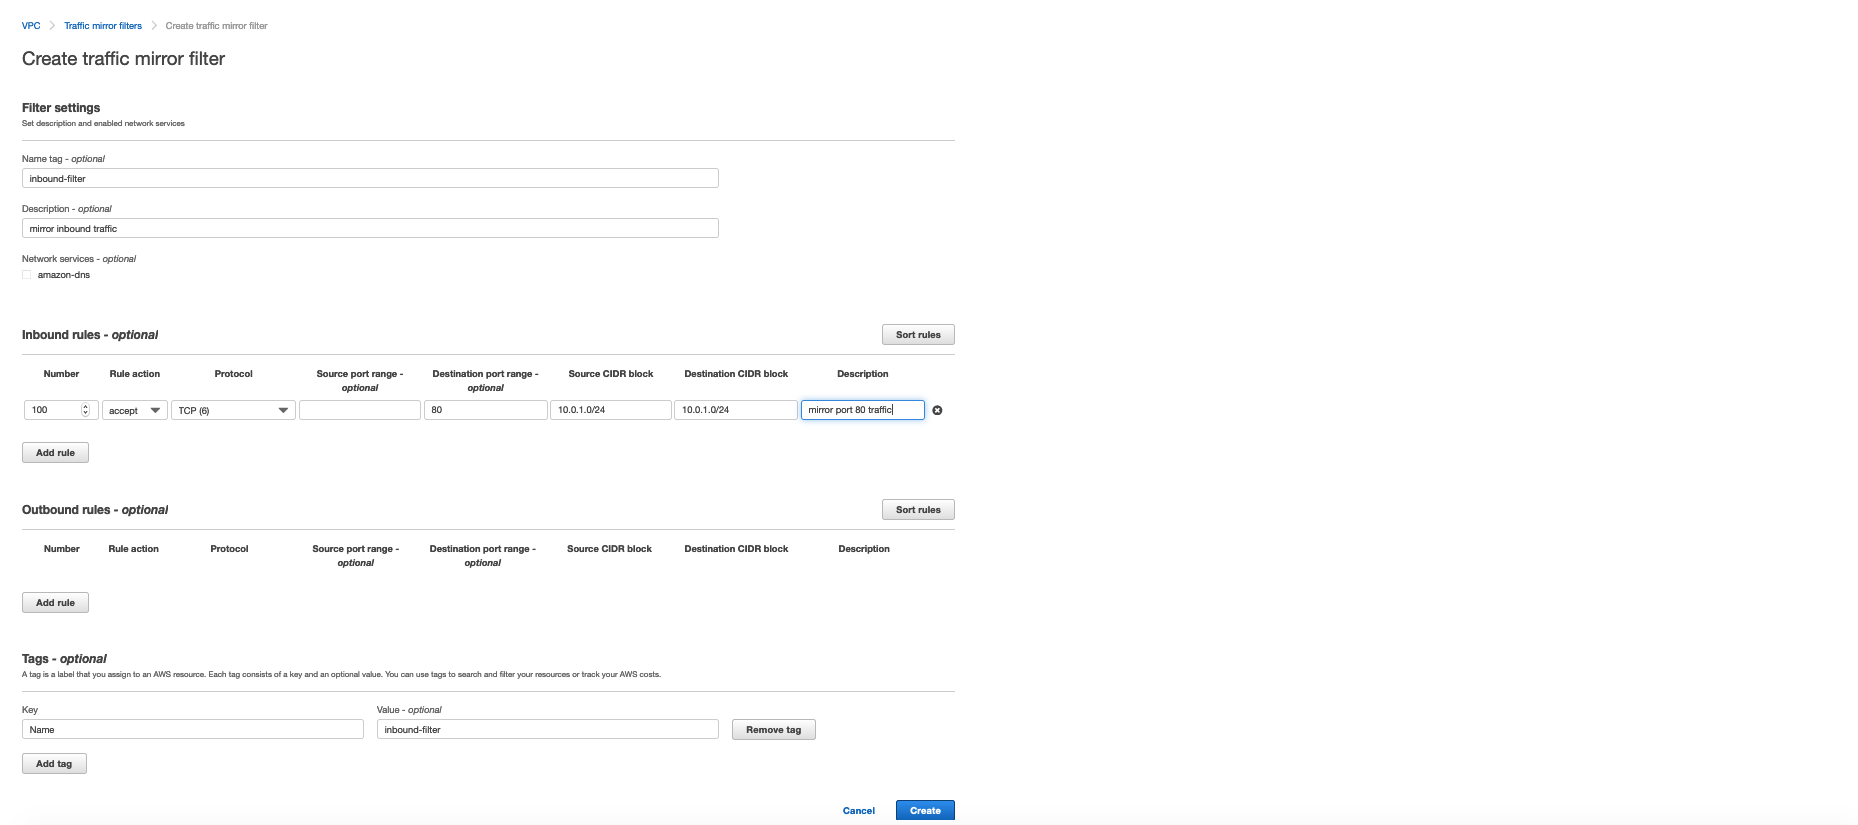 VPC > Traffic mirror filters > Create traffic mirror filter
Create traffic mirror filter
Filter settings
Set description and enabled network services
Name tag - optional
inbound-filter
Description - optional
mirror inbound traffic
Network services - optional
amazon-dns
Inbound rules - optional Sort rules
Number Rule action Protocol Source port range - optional Destination port range - optional Source CIDR block Destination CIDR block Description
100 accept TCP (6) 80 10.0.1.0/24 10.0.1.0/24 mirror port 80 traffic
Add rule
Outbound rules - optional Sort rules
Number Rule action Protocol Source port range - optional Destination port range - optional Source CIDR block Destination CIDR block Description
Add rule
Tags - optional
A tag is a label that you assign to an AWS resource. Each tag consists of a key and an optional value. You can use tags to search and filter your resources or track your AWS costs.
Key Value - optional
Name inbound-filter Remove tag
Add tag
Cancel Create